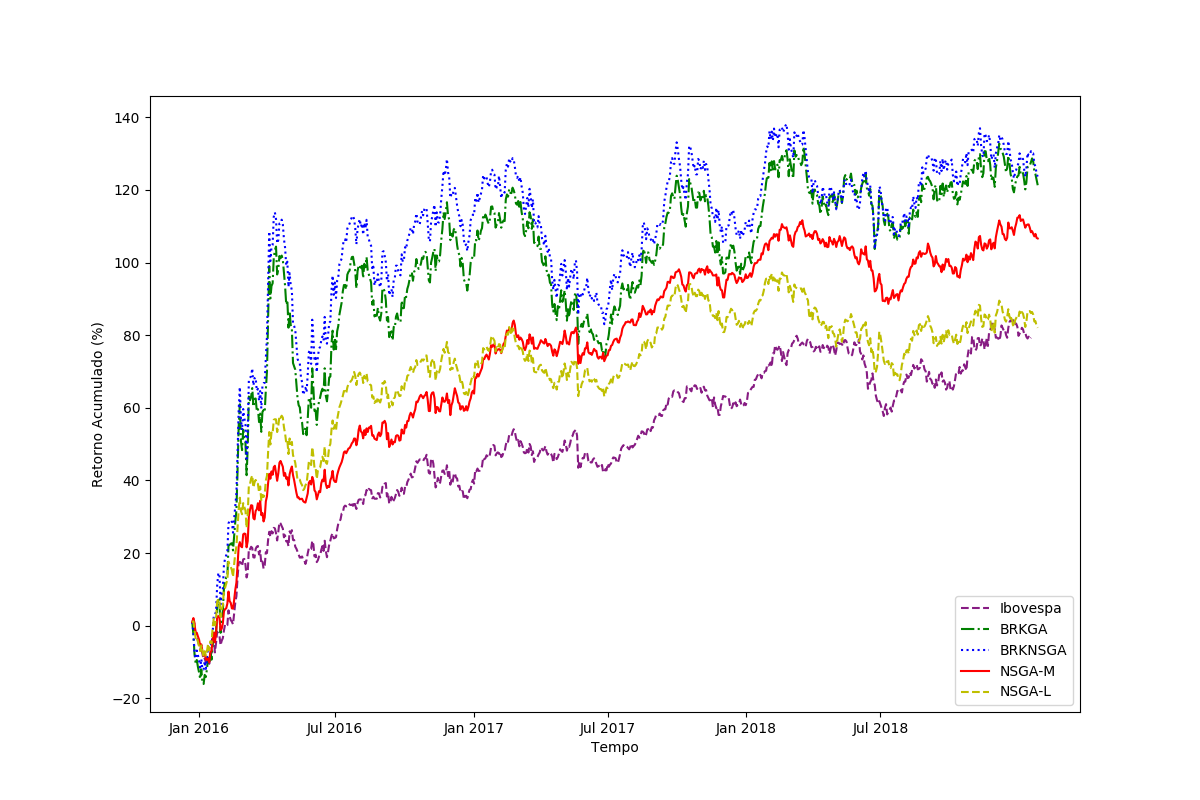 Retorno Acumulado (%)
140
120
100
80
60
40
20
0
−20
Jan 2016
Jul 2016
Jan 2017
Jul 2017
Jan 2018
Jul 2018
Tempo
Ibovespa
BRKGA
BRKNSGA
NSGA-M
NSGA-L